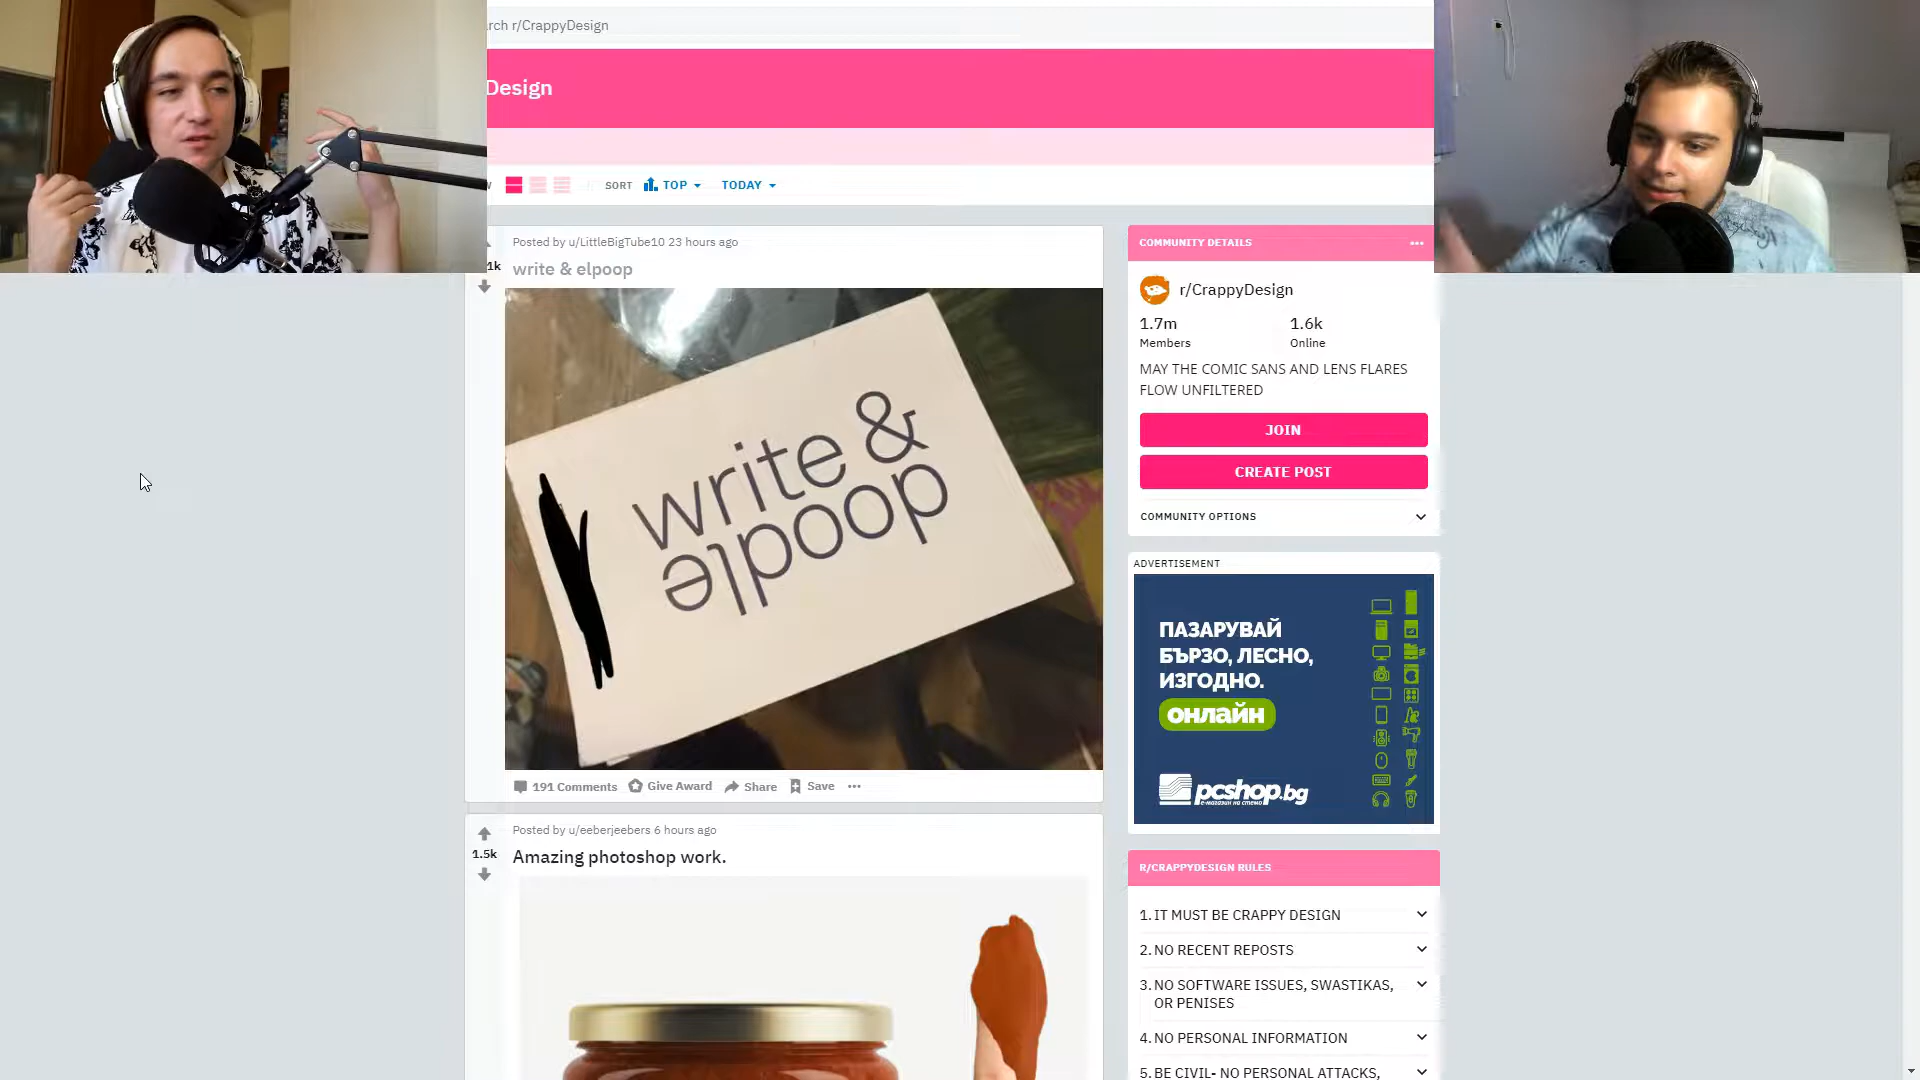 rch r/CrappyDesign
Design
SORT TOP TODAY
Posted by u/LittleBigTube10 23 hours ago
1k
write & elpoop
write &
elpoop
191 Comments Give Award Share Save
Posted by u/eeberjeebers 6 hours ago
1.5k
Amazing photoshop work.
COMMUNITY DETAILS
r/CrappyDesign
1.7m 1.6k
Members Online
MAY THE COMIC SANS AND LENS FLARES
FLOW UNFILTERED
JOIN
CREATE POST
COMMUNITY OPTIONS
ADVERTISEMENT
ПАЗАРУВАЙ
БЪРЗО, ЛЕСНО,
ИЗГОДНО.
онлайн
pcshop.bg
е-магазин на стемо
R/CRAPPYDESIGN RULES
1. IT MUST BE CRAPPY DESIGN
2. NO RECENT REPOSTS
3. NO SOFTWARE ISSUES, SWASTIKAS,
OR PENISES
4. NO PERSONAL INFORMATION
5. BE CIVIL- NO PERSONAL ATTACKS,